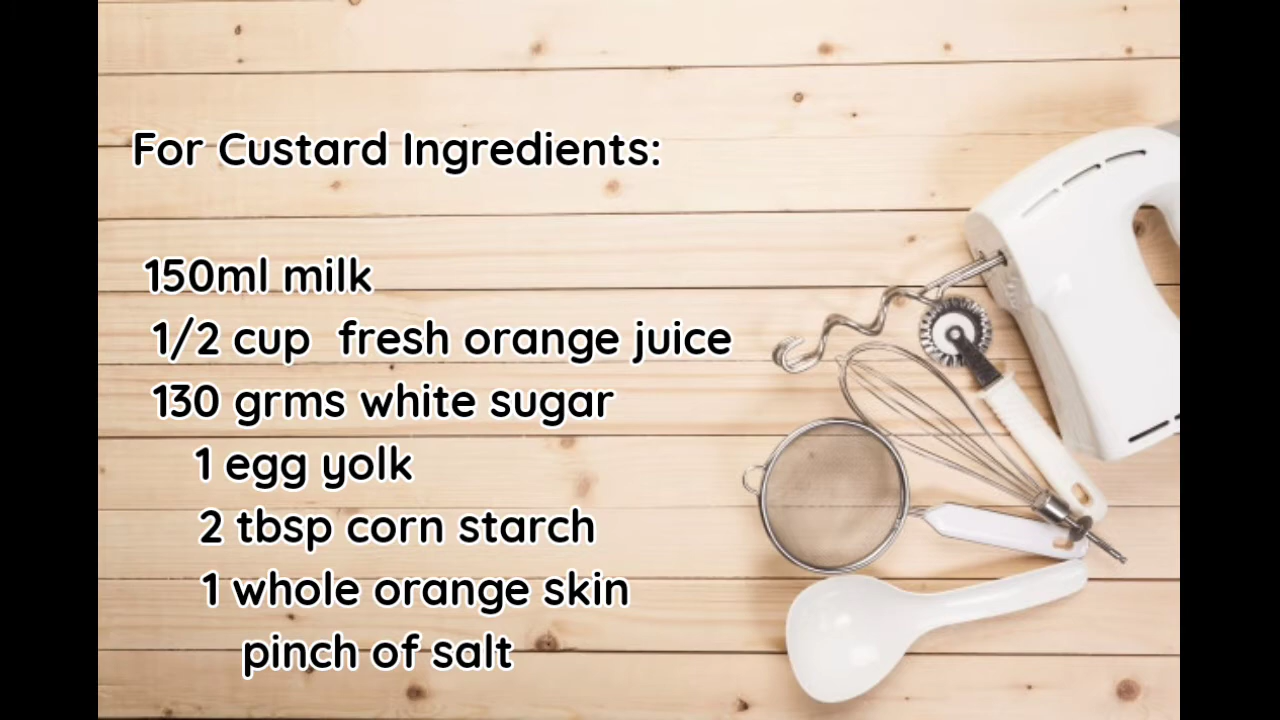 For Custard Ingredients:
150ml milk
1/2 cup fresh orange juice
130 grms white sugar
1 egg yolk
2 tbsp corn starch
1 whole orange skin
pinch of salt